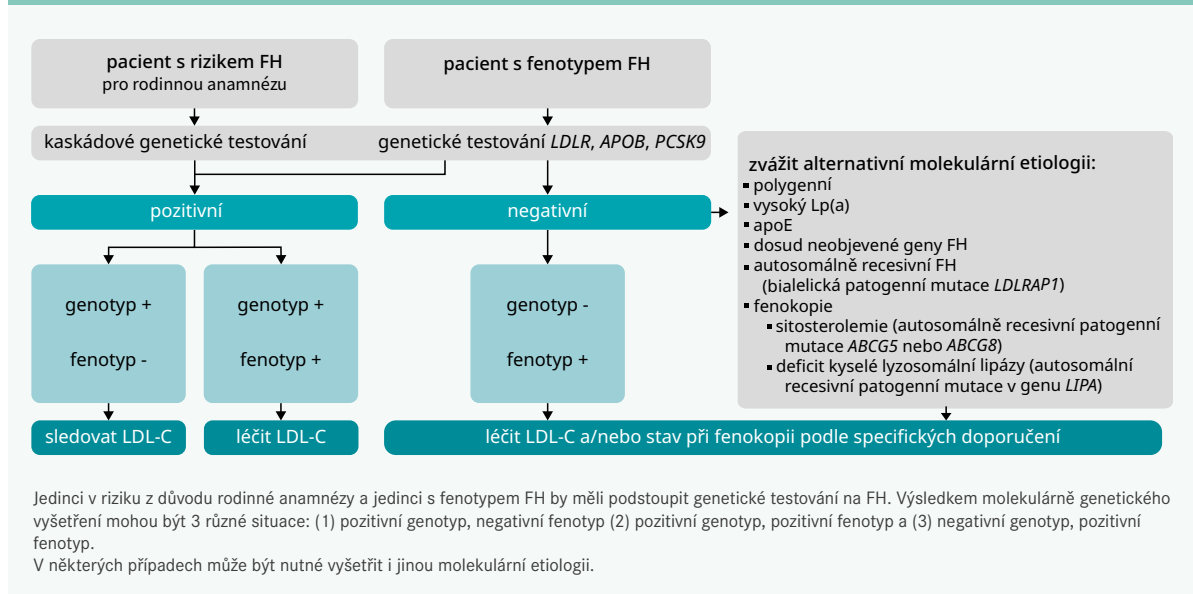 pacient s rizikem FH
pro rodinnou anamnézu
pacient s fenotypem FH
kaskádové genetické testování
genetické testování LDLR, APOB, PCSK9
pozitivní
negativní
zvážit alternativní molekulární etiologii:
▪ polygenní
▪ vysoký Lp(a)
▪ apoE
▪ dosud neobjevené geny FH
▪ autosomálně recesivní FH
(bialelická patogenní mutace LDLRAP1)
▪ fenokopie
▪ sitosterolemie (autosomálně recesivní patogenní
mutace ABCG5 nebo ABCG8)
▪ deficit kyselé lyzosomální lipázy (autosomální
recesivní patogenní mutace v genu LIPA)
genotyp +
fenotyp -
genotyp +
fenotyp +
genotyp -
fenotyp +
sledovat LDL-C
léčit LDL-C
léčit LDL-C a/nebo stav při fenokopii podle specifických doporučení
Jedinci v riziku z důvodu rodinné anamnézy a jedinci s fenotypem FH by měli podstoupit genetické testování na FH. Výsledkem molekulárně genetického
vyšetření mohou být 3 různé situace: (1) pozitivní genotyp, negativní fenotyp (2) pozitivní genotyp, pozitivní fenotyp a (3) negativní genotyp, pozitivní
fenotyp.
V některých případech může být nutné vyšetřit i jinou molekulární etiologii.